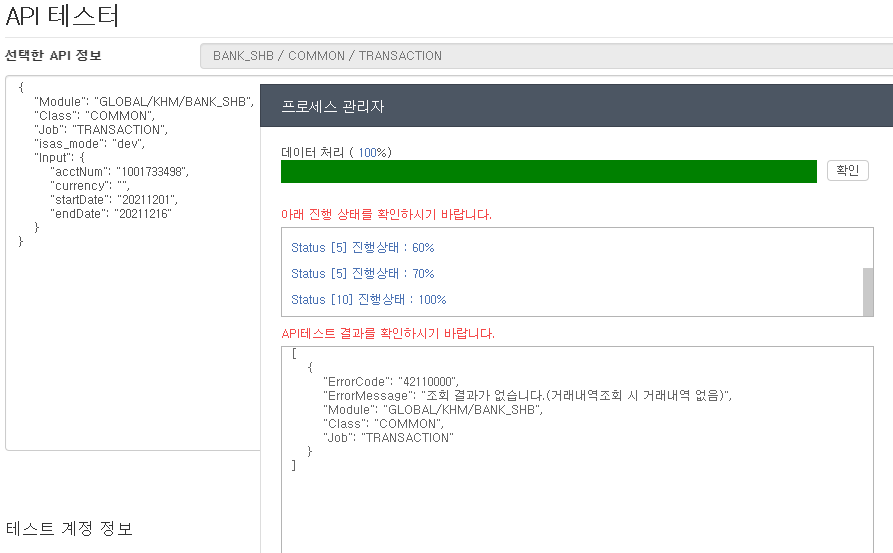 API 테스터
선택한 API 정보
BANK_SHB / COMMON / TRANSACTION
{
"Module": "GLOBAL/KHM/BANK_SHB",
"Class": "COMMON",
"Job": "TRANSACTION",
"isas_mode": "dev",
"Input": {
"acctNum": "1001733498",
"currency": "",
"startDate": "20211201",
"endDate": "20211216"
}
}
프로세스 관리자
데이터 처리 ( 100%)
확인
아래 진행 상태를 확인하시기 바랍니다.
Status [5] 진행상태 : 60%
Status [5] 진행상태 : 70%
Status [10] 진행상태 : 100%
API테스트 결과를 확인하시기 바랍니다.
[
{
"ErrorCode": "42110000",
"ErrorMessage": "조회 결과가 없습니다.(거래내역조회 시 거래내역 없음)",
"Module": "GLOBAL/KHM/BANK_SHB",
"Class": "COMMON",
"Job": "TRANSACTION"
}
]
테스트 계정 정보